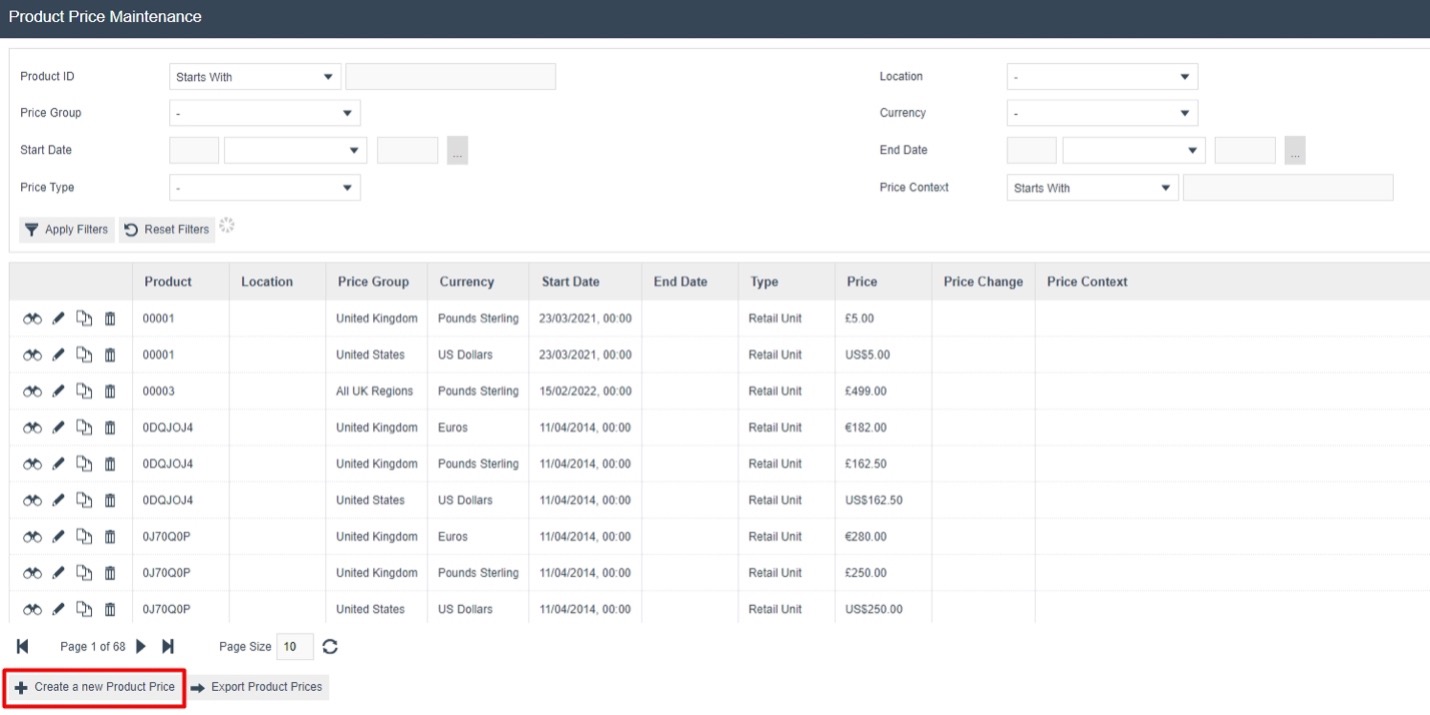 Product Price Maintenance
Product ID Starts With Location -
Price Group - Currency -
Start Date ... End Date ...
Price Type - Price Context Starts With
Apply Filters Reset Filters
Product Location Price Group Currency Start Date End Date Type Price Price Change Price Context
00001 United Kingdom Pounds Sterling 23/03/2021, 00:00 Retail Unit £5.00
00001 United States US Dollars 23/03/2021, 00:00 Retail Unit US$5.00
00003 All UK Regions Pounds Sterling 15/02/2022, 00:00 Retail Unit £499.00
0DQJOJ4 United Kingdom Euros 11/04/2014, 00:00 Retail Unit €182.00
0DQJOJ4 United Kingdom Pounds Sterling 11/04/2014, 00:00 Retail Unit £162.50
0DQJOJ4 United States US Dollars 11/04/2014, 00:00 Retail Unit US$162.50
0J70Q0P United Kingdom Euros 11/04/2014, 00:00 Retail Unit €280.00
0J70Q0P United Kingdom Pounds Sterling 11/04/2014, 00:00 Retail Unit £250.00
0J70Q0P United States US Dollars 11/04/2014, 00:00 Retail Unit US$250.00
Page 1 of 68 Page Size 10
Create a new Product Price Export Product Prices